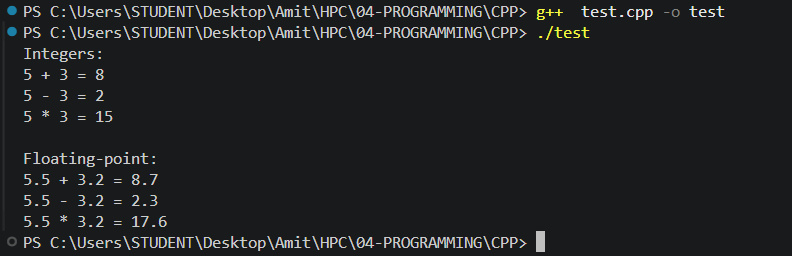 PS C:\Users\STUDENT\Desktop\Amit\HPC\04-PROGRAMMING\CPP> g++  test.cpp -o test
PS C:\Users\STUDENT\Desktop\Amit\HPC\04-PROGRAMMING\CPP> ./test
Integers:
5 + 3 = 8
5 - 3 = 2
5 * 3 = 15

Floating-point:
5.5 + 3.2 = 8.7
5.5 - 3.2 = 2.3
5.5 * 3.2 = 17.6
PS C:\Users\STUDENT\Desktop\Amit\HPC\04-PROGRAMMING\CPP>